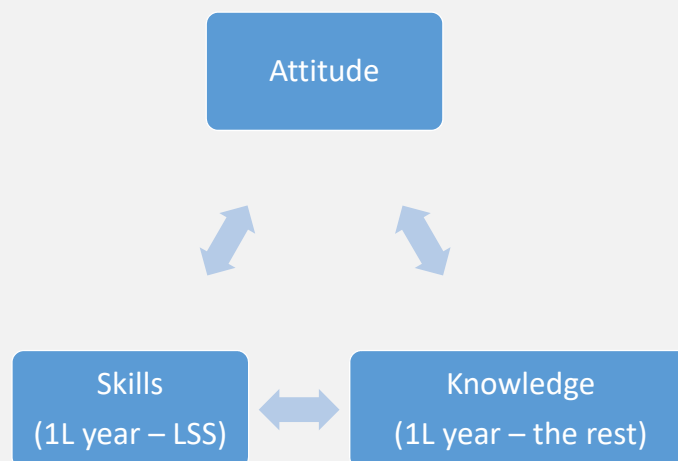 Attitude
Skills
(1L year – LSS)
Knowledge
(1L year – the rest)